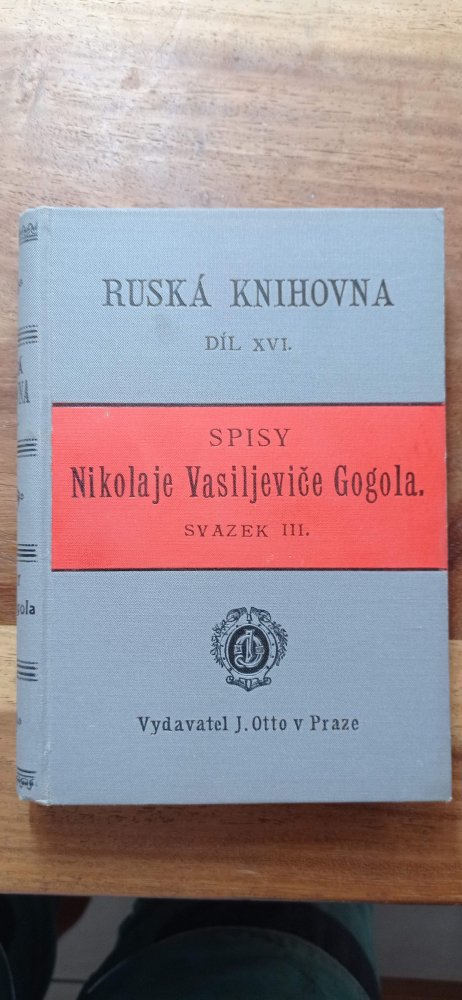 RUSKÁ KNIHOVNA
DÍL XVI.
SPISY
Nikolaje Vasiljeviče Gogola.
SVAZEK III.
Vydavatel J. Otto v Praze